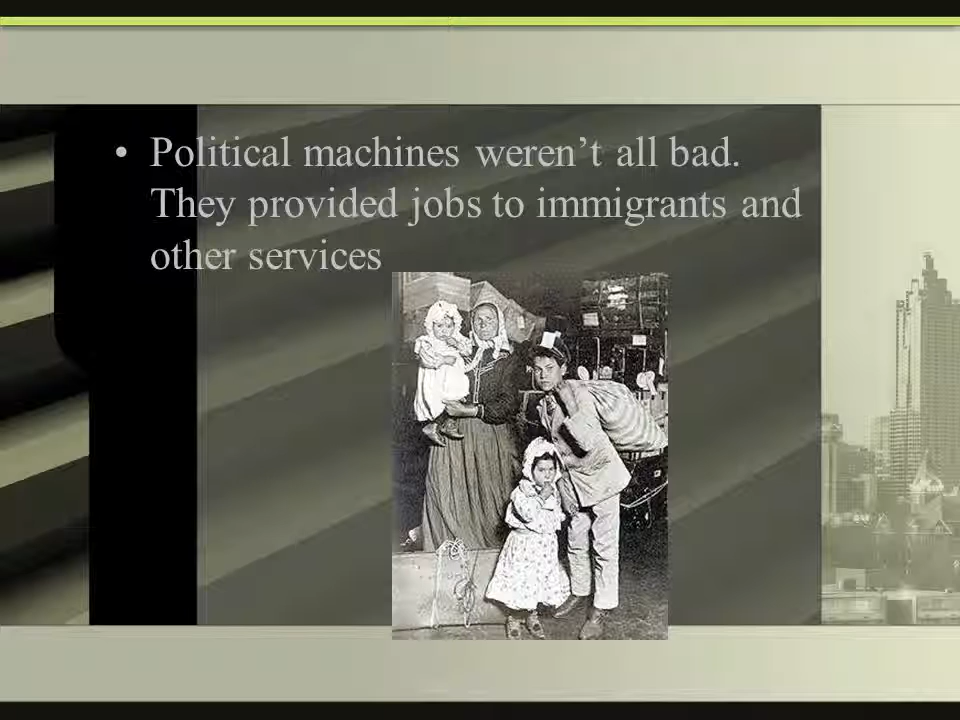 • Political machines weren’t all bad.
They provided jobs to immigrants and
other services